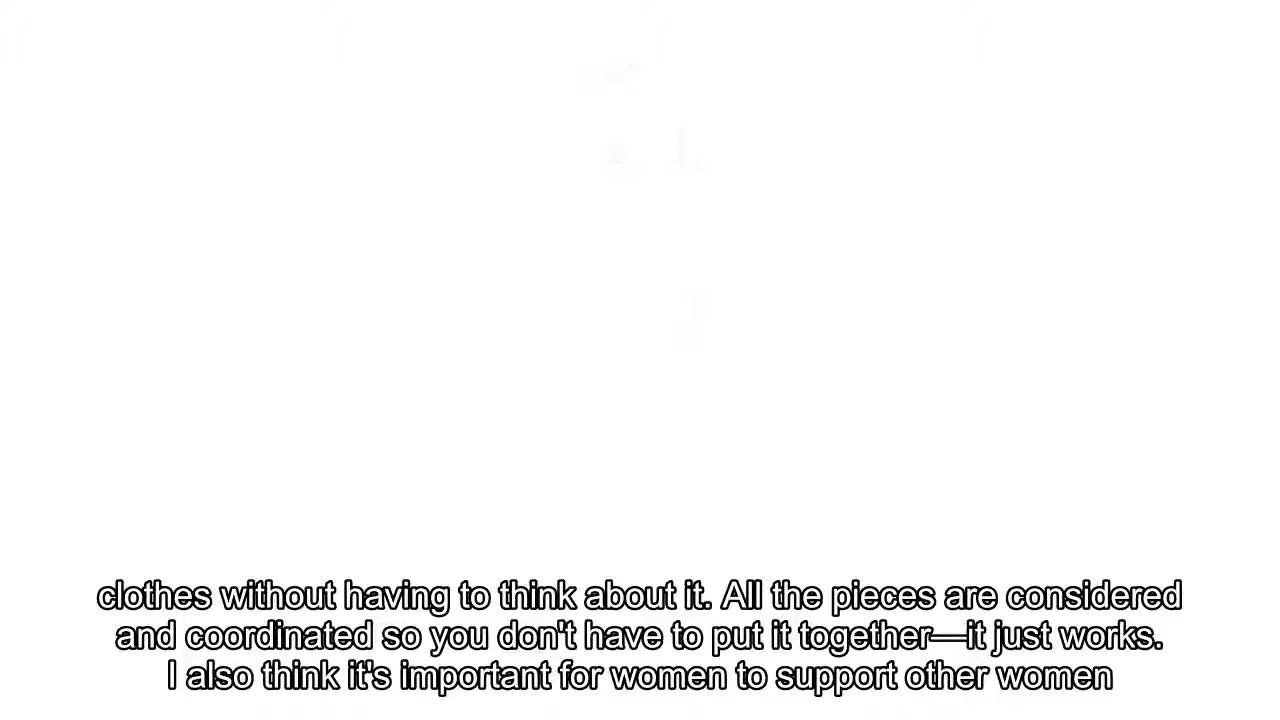 clothes without having to think about it. All the pieces are considered
and coordinated so you don't have to put it together—it just works.
I also think it's important for women to support other women